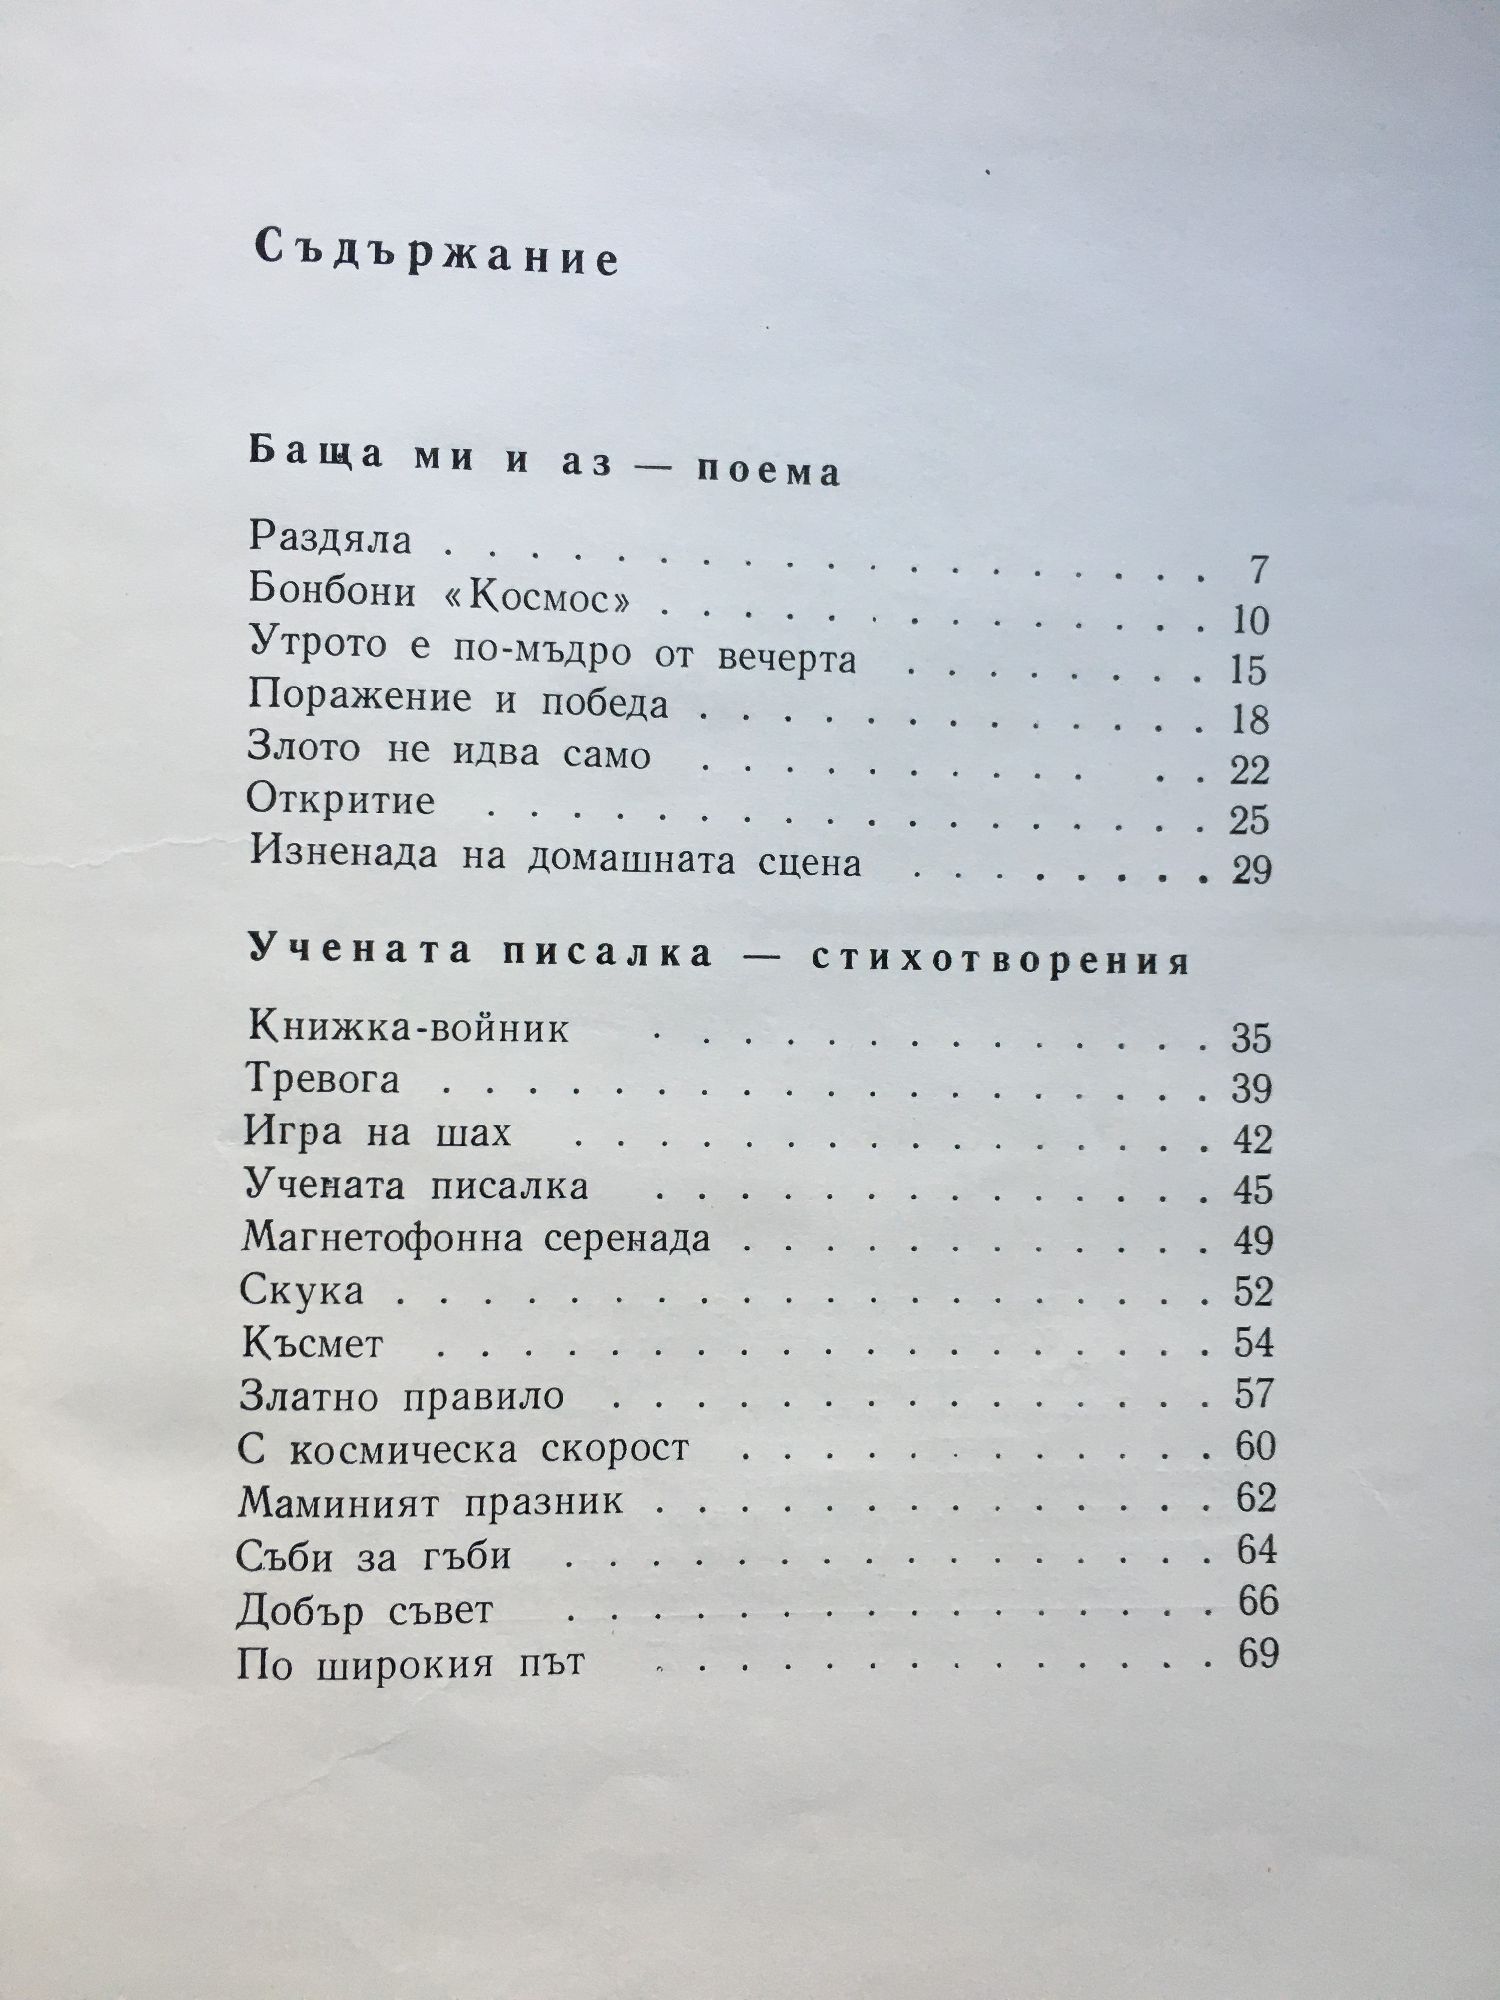 Съдържание
Баща ми и аз — поема
Раздяла . . . . . . . . . . . . . . . . . . . 7
Бонбони «Космос» . . . . . . . . . . . . . . 10
Утрото е по-мъдро от вечерта . . . . . . . . 15
Поражение и победа . . . . . . . . . . . . . 18
Злото не идва само . . . . . . . . . . . . 22
Откритие . . . . . . . . . . . . . . . . . . 25
Изненада на домашната сцена . . . . . . . . 29
Учената писалка — стихотворения
Книжка-войник . . . . . . . . . . . . . . 35
Тревога . . . . . . . . . . . . . . . . . . . 39
Игра на шах . . . . . . . . . . . . . . . . 42
Учената писалка . . . . . . . . . . . . . . 45
Магнетофонна серенада . . . . . . . . . . . . 49
Скука . . . . . . . . . . . . . . . . . . . . 52
Късмет . . . . . . . . . . . . . . . . . . . 54
Златно правило . . . . . . . . . . . . . . . 57
С космическа скорост . . . . . . . . . . . . 60
Маминият празник . . . . . . . . . . . . . . 62
Съби за гъби . . . . . . . . . . . . . . . . 64
Добър съвет . . . . . . . . . . . . . . . . 66
По широкия път . . . . . . . . . . . . . . 69